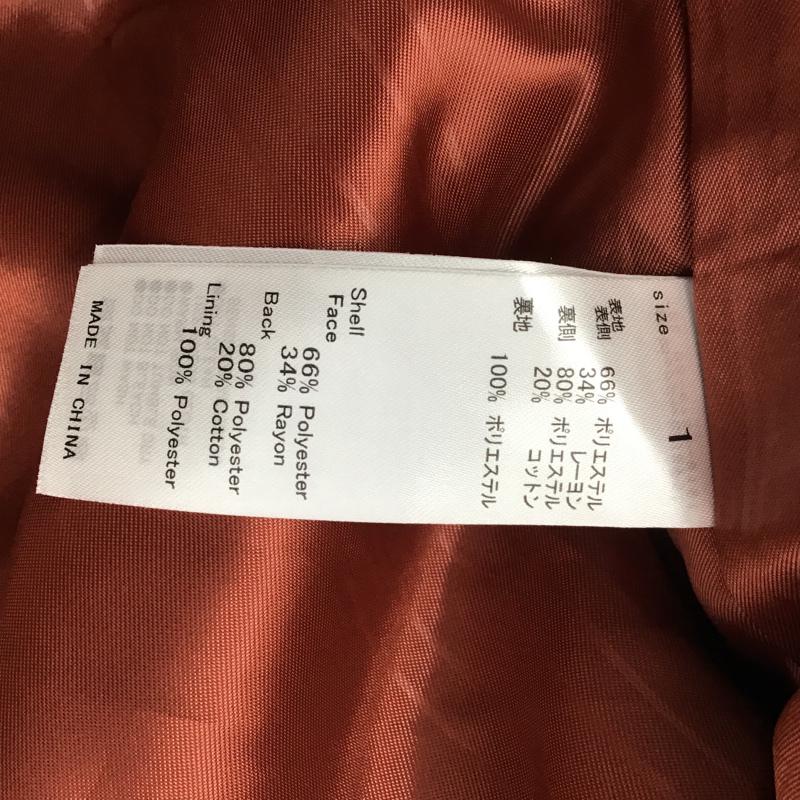 size 1
表地
表側 66% ポリエステル
34% レーヨン
裏側 80% ポリエステル
20% コットン
裏地 100% ポリエステル
Shell
Face 66% Polyester
34% Rayon
Back 80% Polyester
20% Cotton
Lining 100% Polyester
MADE IN CHINA